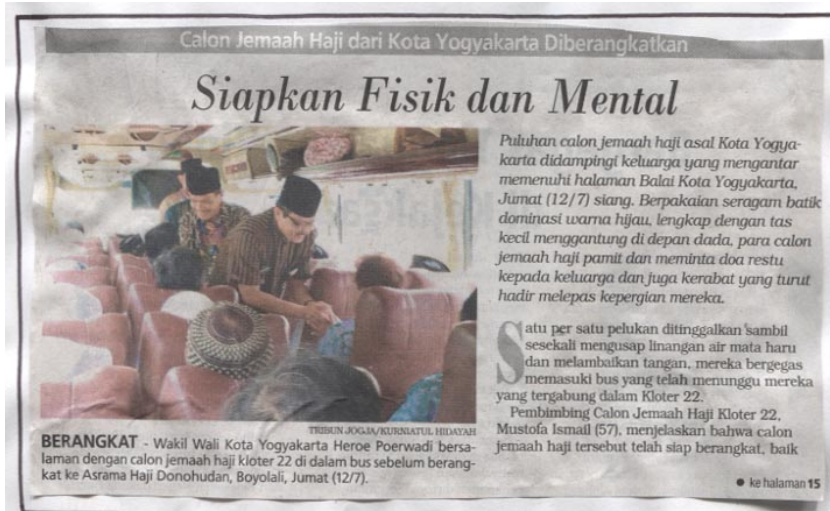 Calon Jemaah Haji dari Kota Yogyakarta Diberangkatkan
Siapkan Fisik dan Mental
Puluhan calon jemaah haji asal Kota Yogya-
karta didampingi keluarga yang mengantar
memenuhi halaman Balai Kota Yogyakarta,
Jumat (12/7) siang. Berpakaian seragam batik
dominasi warna hijau, lengkap dengan tas
kecil menggantung di depan dada, para calon
jemaah haji pamit dan meminta doa restu
kepada keluarga dan juga kerabat yang turut
hadir melepas kepergian mereka.
Satu per satu pelukan ditinggalkan sambil
sesekali mengusap linangan air mata haru
dan melambaikan tangan, mereka bergegas
memasuki bus yang telah menunggu mereka
yang tergabung dalam Kloter 22.
Pembimbing Calon Jemaah Haji Kloter 22,
Mustofa Ismail (57), menjelaskan bahwa calon
jemaah haji tersebut telah siap berangkat, baik
● ke halaman 15
TRIBUN JOGJA/KURNIATUL HIDAYAH
BERANGKAT - Wakil Wali Kota Yogyakarta Heroe Poerwadi bersa-
laman dengan calon jemaah haji kloter 22 di dalam bus sebelum berang-
kat ke Asrama Haji Donohudan, Boyolali, Jumat (12/7).